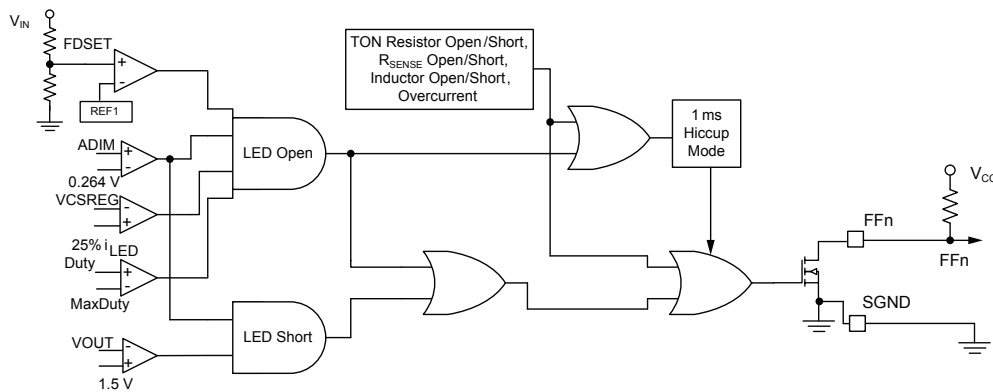 VIN
FDSET
+
-
REF1
ADIM
+
-
0.264 V
VCSREG
-
+
25% iLED
Duty
+
-
MaxDuty
VOUT
-
+
1.5 V
LED Open
LED Short
TON Resistor Open/Short,
RSENSE Open/Short,
Inductor Open/Short,
Overcurrent
1 ms
Hiccup
Mode
VCC
FFn
FFn
SGND